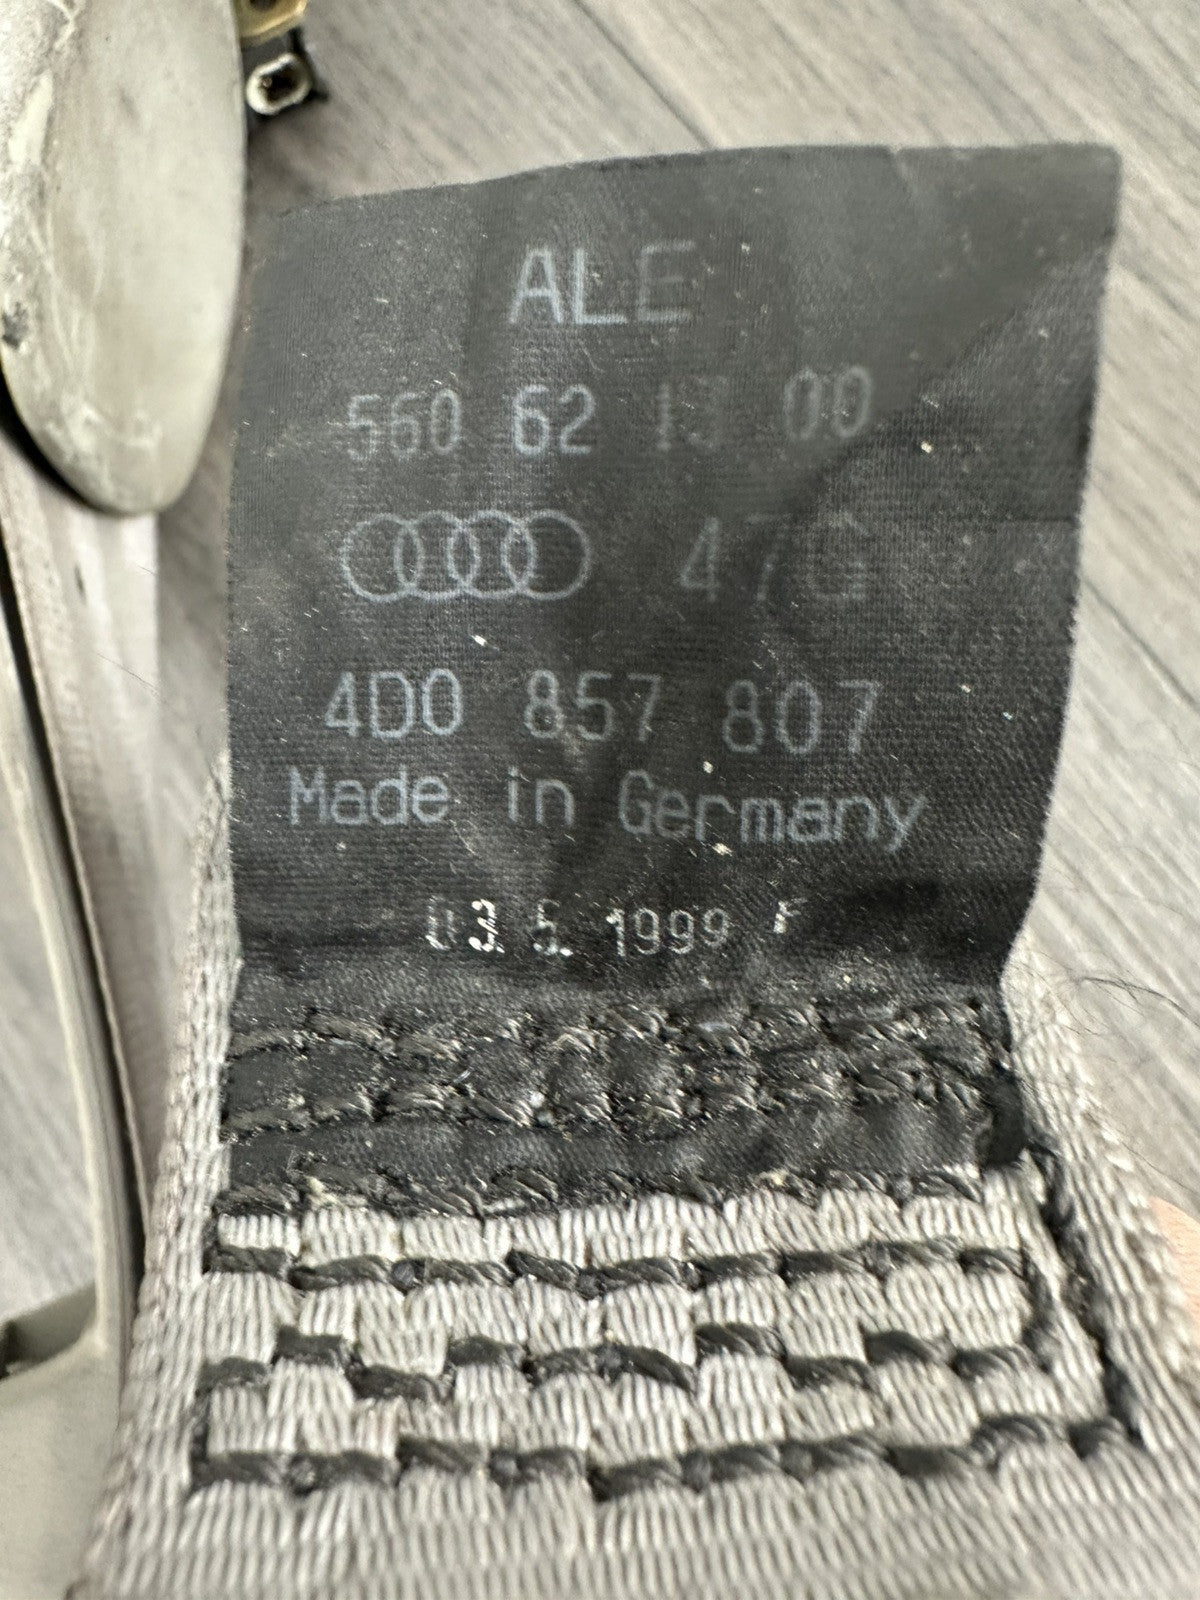 ALE
560 62 13 00
47G
4D0 857 807
Made in Germany
03. 5. 1999 F